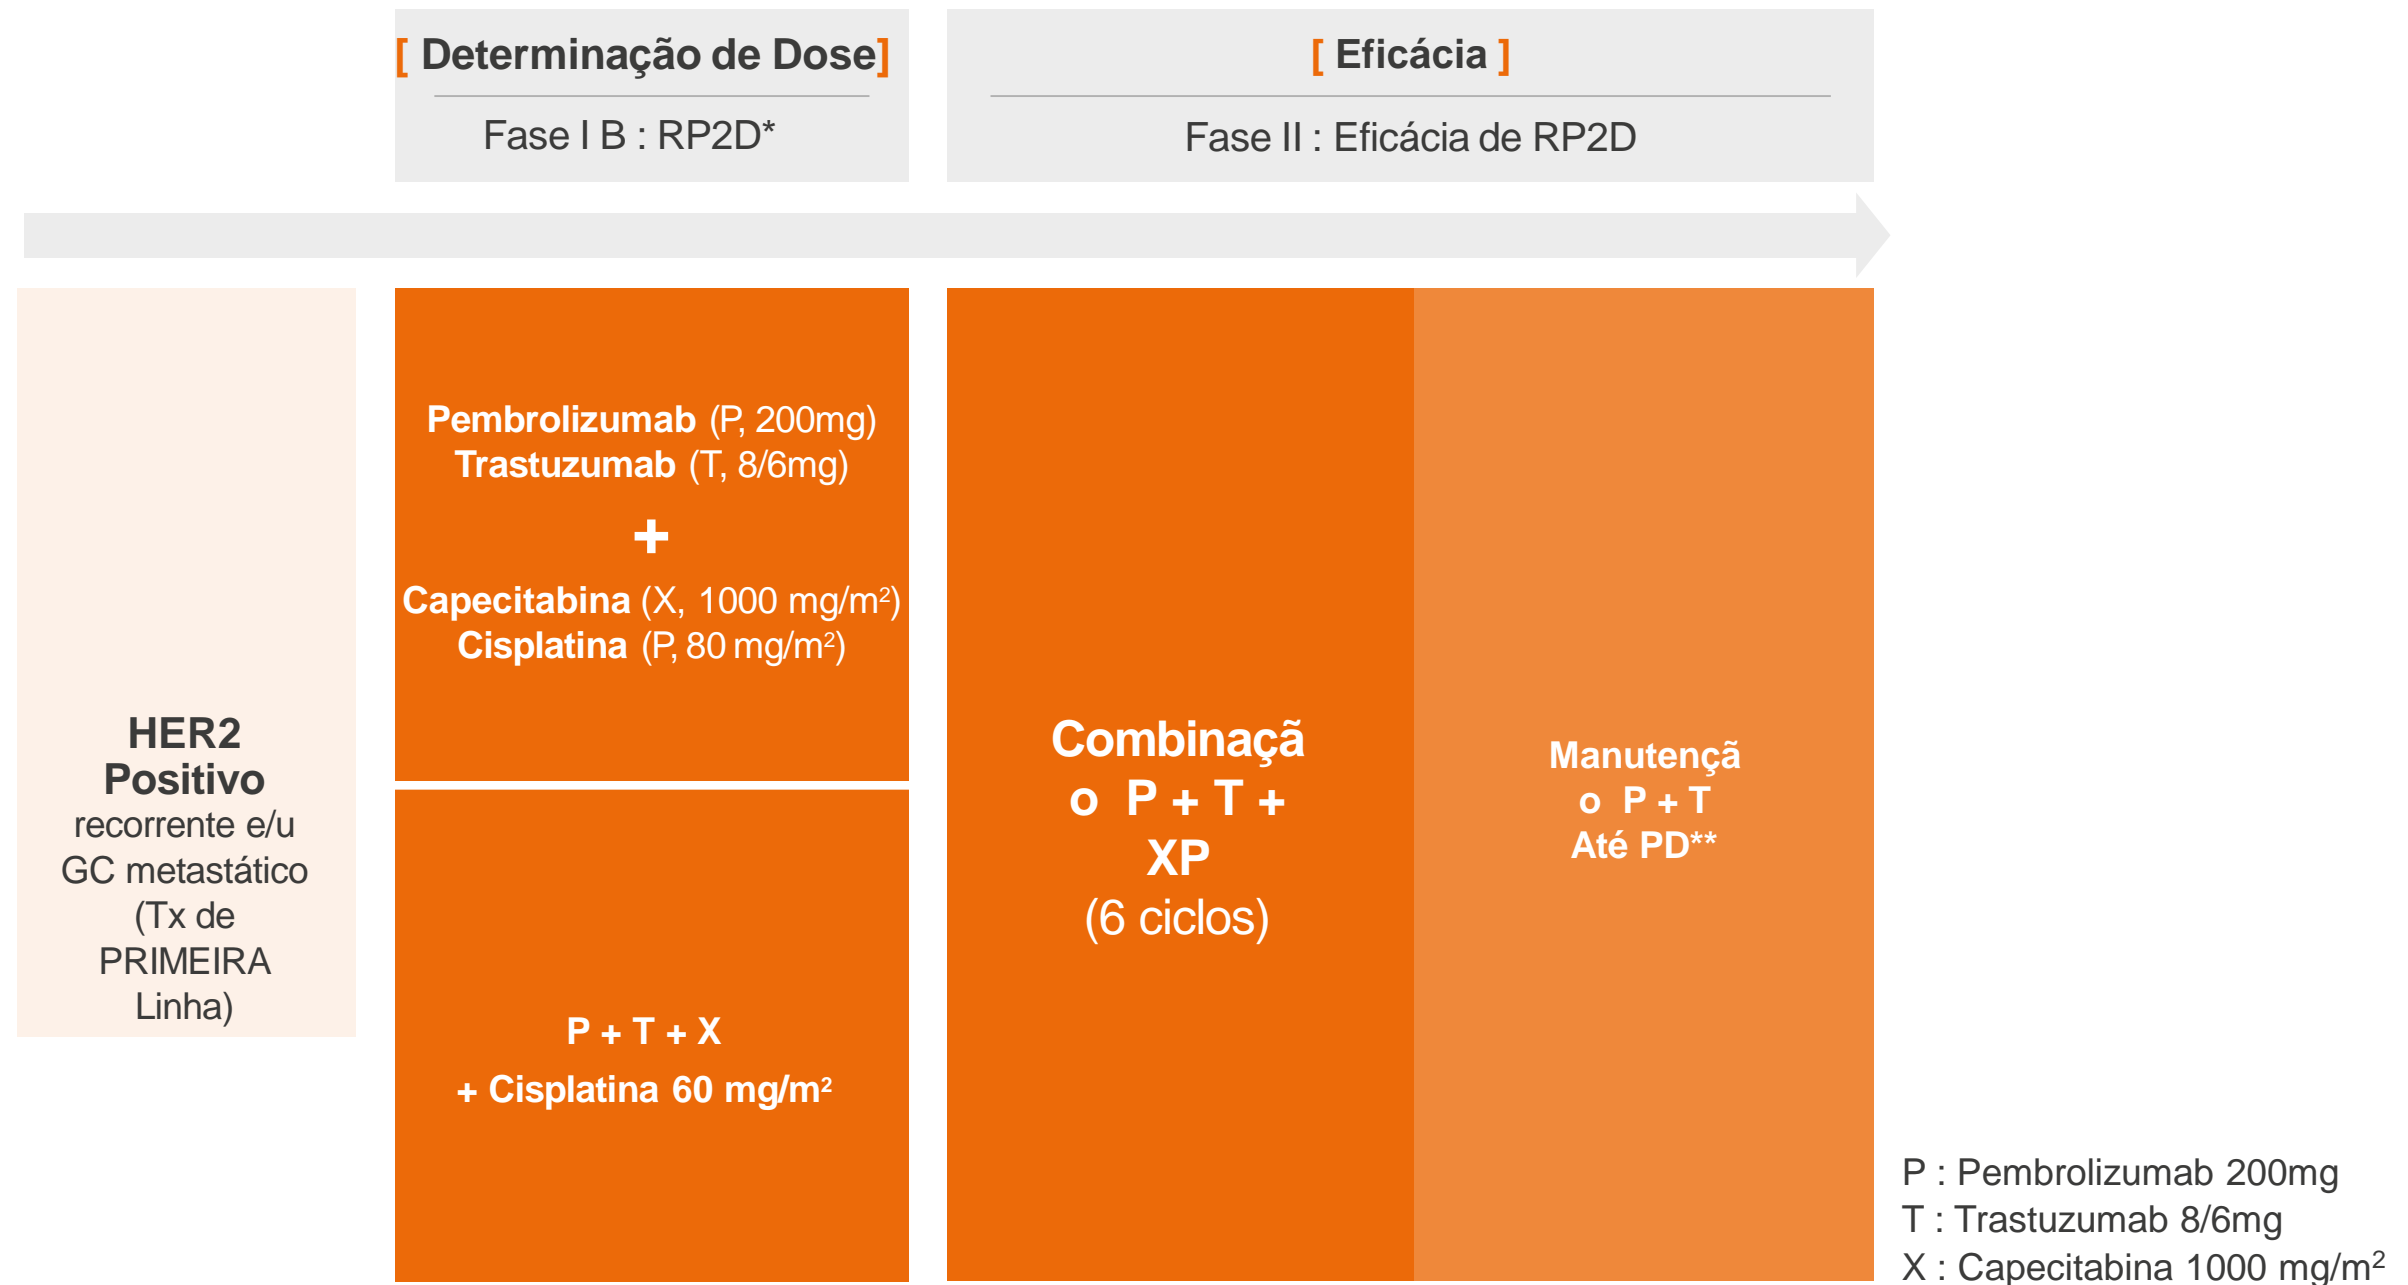 [ Determinação de Dose]
Fase I B : RP2D*
[ Eficácia ]
Fase II : Eficácia de RP2D
HER2
Positivo
recorrente e/u
GC metastático
(Tx de
PRIMEIRA
Linha)
Pembrolizumab (P, 200mg)
Trastuzumab (T, 8/6mg)
+
Capecitabina (X, 1000 mg/m²)
Cisplatina (P, 80 mg/m²)
P + T + X
+ Cisplatina 60 mg/m²
Combinaçã
o P + T +
XP
(6 ciclos)
Manutençã
o P + T
Até PD**
P : Pembrolizumab 200mg
T : Trastuzumab 8/6mg
X : Capecitabina 1000 mg/m²